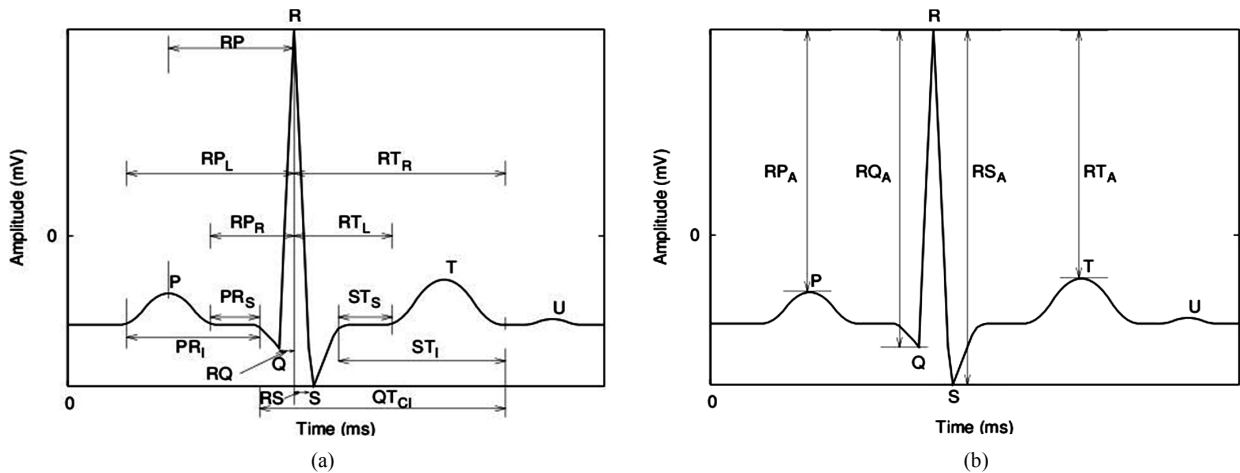 R
RP
RP_L
RT_R
RP_R
RT_L
Amplitude (mV)
0
P
T
U
PR_S
ST_S
PR_I
ST_I
RQ
Q
RS
S
QT_CI
0
Time (ms)
(a)
R
RP_A
RQ_A
RS_A
RT_A
Amplitude (mV)
0
P
T
U
Q
S
0
Time (ms)
(b)